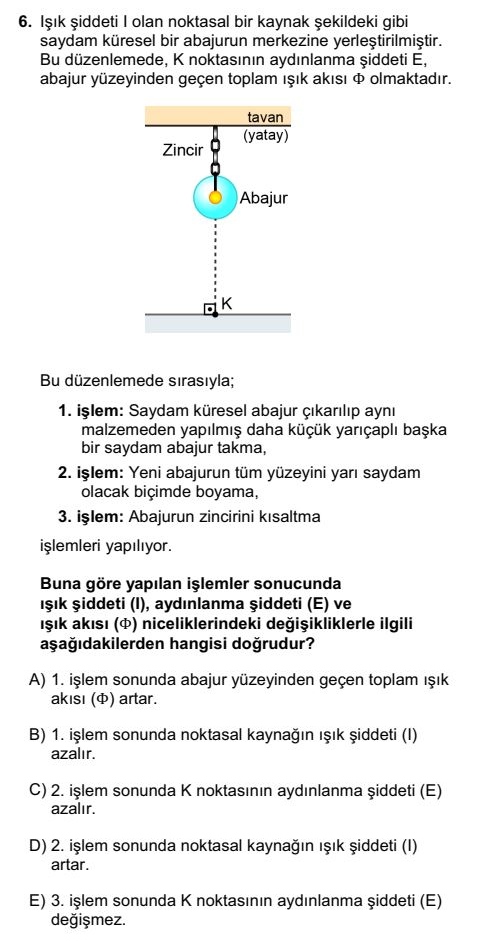 6. Işık şiddeti I olan noktasal bir kaynak şekildeki gibi
saydam küresel bir abajurun merkezine yerleştirilmiştir.
Bu düzenlemede, K noktasının aydınlanma şiddeti E,
abajur yüzeyinden geçen toplam ışık akısı Φ olmaktadır.
tavan
(yatay)
Zincir
Abajur
K
Bu düzenlemede sırasıyla;
1. işlem: Saydam küresel abajur çıkarılıp aynı
malzemeden yapılmış daha küçük yarıçaplı başka
bir saydam abajur takma,
2. işlem: Yeni abajurun tüm yüzeyini yarı saydam
olacak biçimde boyama,
3. işlem: Abajurun zincirini kısaltma
işlemleri yapılıyor.
Buna göre yapılan işlemler sonucunda
ışık şiddeti (I), aydınlanma şiddeti (E) ve
ışık akısı (Φ) niceliklerindeki değişikliklerle ilgili
aşağıdakilerden hangisi doğrudur?
A) 1. işlem sonunda abajur yüzeyinden geçen toplam ışık
akısı (Φ) artar.
B) 1. işlem sonunda noktasal kaynağın ışık şiddeti (I)
azalır.
C) 2. işlem sonunda K noktasının aydınlanma şiddeti (E)
azalır.
D) 2. işlem sonunda noktasal kaynağın ışık şiddeti (I)
artar.
E) 3. işlem sonunda K noktasının aydınlanma şiddeti (E)
değişmez.